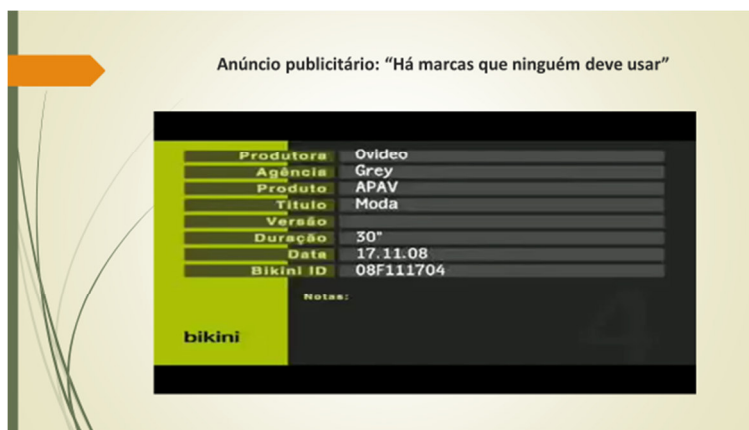 Anúncio publicitário: “Há marcas que ninguém deve usar”
Produtora Ovideo
Agência Grey
Produto APAV
Titulo Moda
Versão
Duração 30"
Data 17.11.08
Bikini ID 08F111704
Notas:
4
bikini